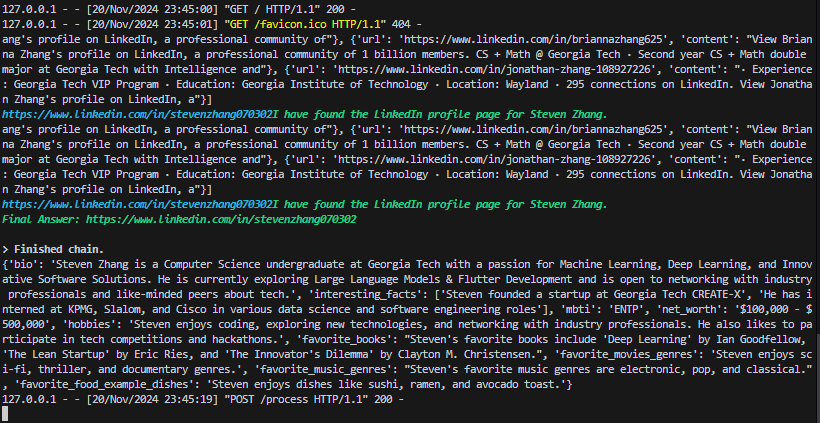 127.0.0.1 - - [20/Nov/2024 23:45:00] "GET / HTTP/1.1" 200 -
127.0.0.1 - - [20/Nov/2024 23:45:01] "GET /favicon.ico HTTP/1.1" 404 -
ang's profile on LinkedIn, a professional community of"}, {'url': 'https://www.linkedin.com/in/briannazhang625', 'content': "View Brian
na Zhang's profile on LinkedIn, a professional community of 1 billion members. CS + Math @ Georgia Tech · Second year CS + Math double
major at Georgia Tech with Intelligence and"}, {'url': 'https://www.linkedin.com/in/jonathan-zhang-108927226', 'content': "· Experience
: Georgia Tech VIP Program · Education: Georgia Institute of Technology · Location: Wayland · 295 connections on LinkedIn. View Jonatha
n Zhang's profile on LinkedIn, a"}]
https://www.linkedin.com/in/stevenzhang070302I have found the LinkedIn profile page for Steven Zhang.
ang's profile on LinkedIn, a professional community of"}, {'url': 'https://www.linkedin.com/in/briannazhang625', 'content': "View Brian
na Zhang's profile on LinkedIn, a professional community of 1 billion members. CS + Math @ Georgia Tech · Second year CS + Math double
major at Georgia Tech with Intelligence and"}, {'url': 'https://www.linkedin.com/in/jonathan-zhang-108927226', 'content': "· Experience
: Georgia Tech VIP Program · Education: Georgia Institute of Technology · Location: Wayland · 295 connections on LinkedIn. View Jonatha
n Zhang's profile on LinkedIn, a"}]
https://www.linkedin.com/in/stevenzhang070302I have found the LinkedIn profile page for Steven Zhang.
Final Answer: https://www.linkedin.com/in/stevenzhang070302
> Finished chain.
{'bio': 'Steven Zhang is a Computer Science undergraduate at Georgia Tech with a passion for Machine Learning, Deep Learning, and Innov
ative Software Solutions. He is currently exploring Large Language Models & Flutter Development and is open to networking with industry
professionals and like-minded peers about tech.', 'interesting_facts': ['Steven founded a startup at Georgia Tech CREATE-X', 'He has i
nterned at KPMG, Slalom, and Cisco in various data science and software engineering roles'], 'mbti': 'ENTP', 'net_worth': '$100,000 - $
500,000', 'hobbies': 'Steven enjoys coding, exploring new technologies, and networking with industry professionals. He also likes to pa
rticipate in tech competitions and hackathons.', 'favorite_books': "Steven's favorite books include 'Deep Learning' by Ian Goodfellow,
'The Lean Startup' by Eric Ries, and 'The Innovator's Dilemma' by Clayton M. Christensen.", 'favorite_movies_genres': 'Steven enjoys sc
i-fi, thriller, and documentary genres.', 'favorite_music_genres': "Steven's favorite music genres are electronic, pop, and classical."
, 'favorite_food_example_dishes': 'Steven enjoys dishes like sushi, ramen, and avocado toast.'}
127.0.0.1 - - [20/Nov/2024 23:45:19] "POST /process HTTP/1.1" 200 -